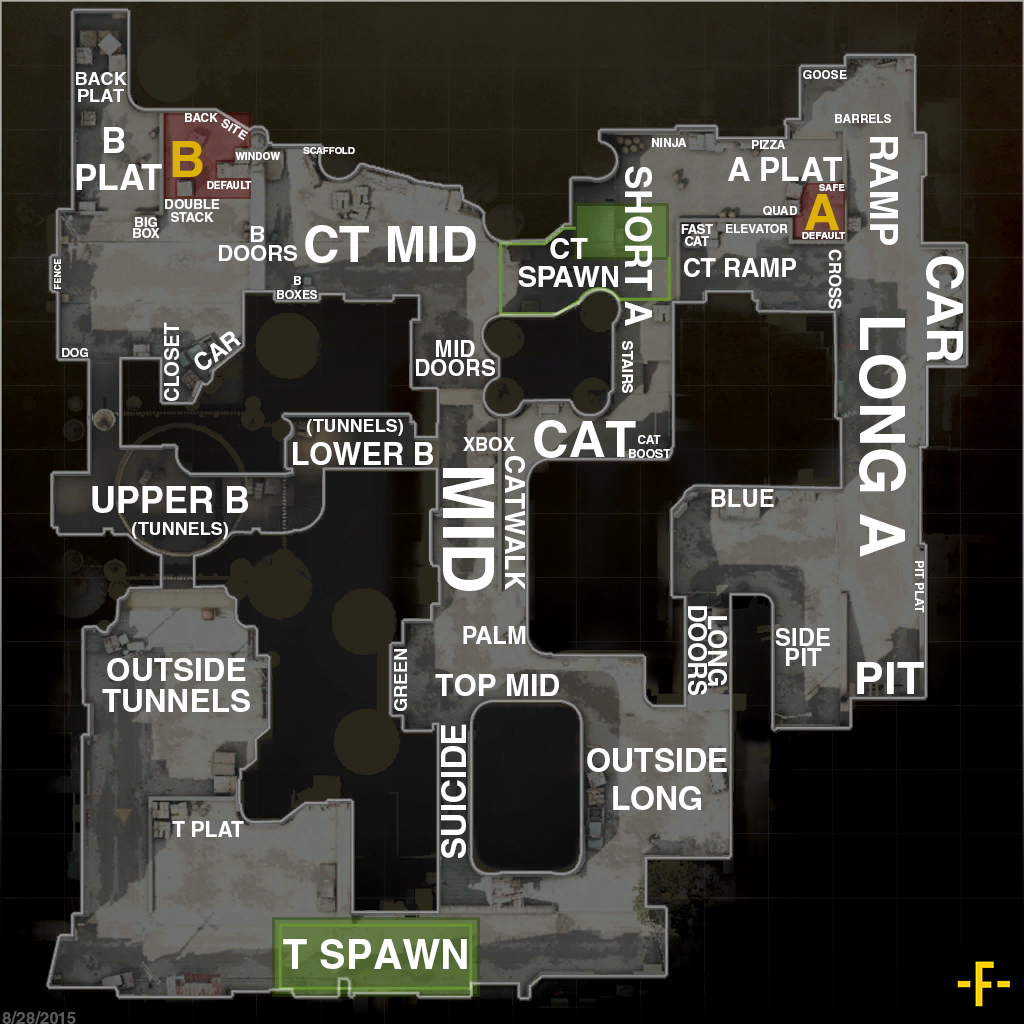 GOOSE
BACK
PLAT
BACK SITE
BARRELS
B
PLAT
B
WINDOW
SCAFFOLD
NINJA
PIZZA
A PLAT
RAMP
DEFAULT
SAFE
DOUBLE
STACK
QUAD
A
DEFAULT
BIG
BOX
B
DOORS
CT MID
SHORT A
FAST
CAT
ELEVATOR
CT
SPAWN
CT RAMP
CROSS
CAR
FENCE
B
BOXES
LONG A
DOG
CLOSET
CAR
MID
DOORS
STAIRS
(TUNNELS)
LOWER B
XBOX
CAT
CAT
BOOST
UPPER B
(TUNNELS)
MID
CATWALK
BLUE
PIT PLAT
PALM
LONG
DOORS
SIDE
PIT
PIT
OUTSIDE
TUNNELS
GREEN
TOP MID
SUICIDE
OUTSIDE
LONG
T PLAT
T SPAWN
-F-
8/28/2015